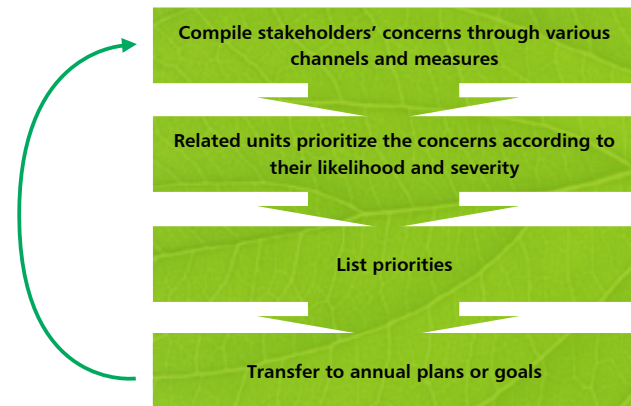 Compile stakeholders’ concerns through various
channels and measures
Related units prioritize the concerns according to
their likelihood and severity
List priorities
Transfer to annual plans or goals